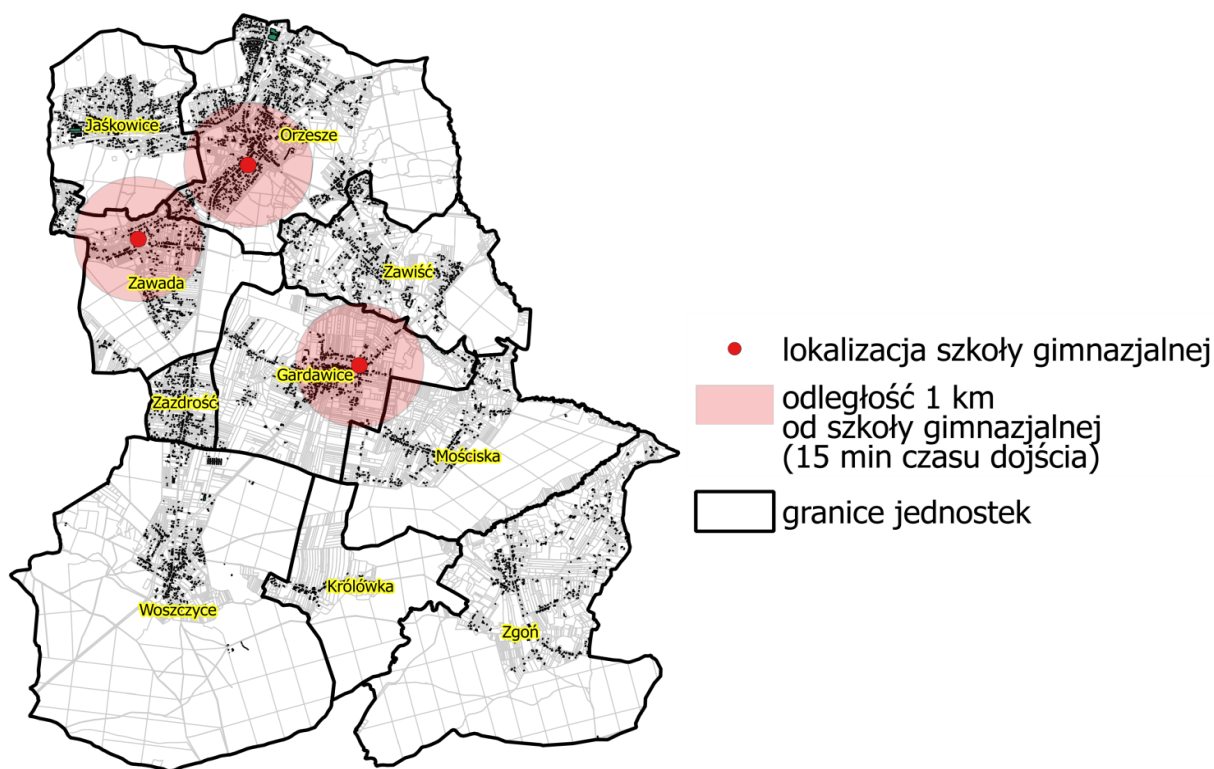 Jaśkowice
Orzesze
Zawada
Zawiść
Gardawice
Zazdrość
Mościska
Królówka
Woszczyce
Zgoń
lokalizacja szkoły gimnazjalnej
odległość 1 km
od szkoły gimnazjalnej
(15 min czasu dojścia)
granice jednostek